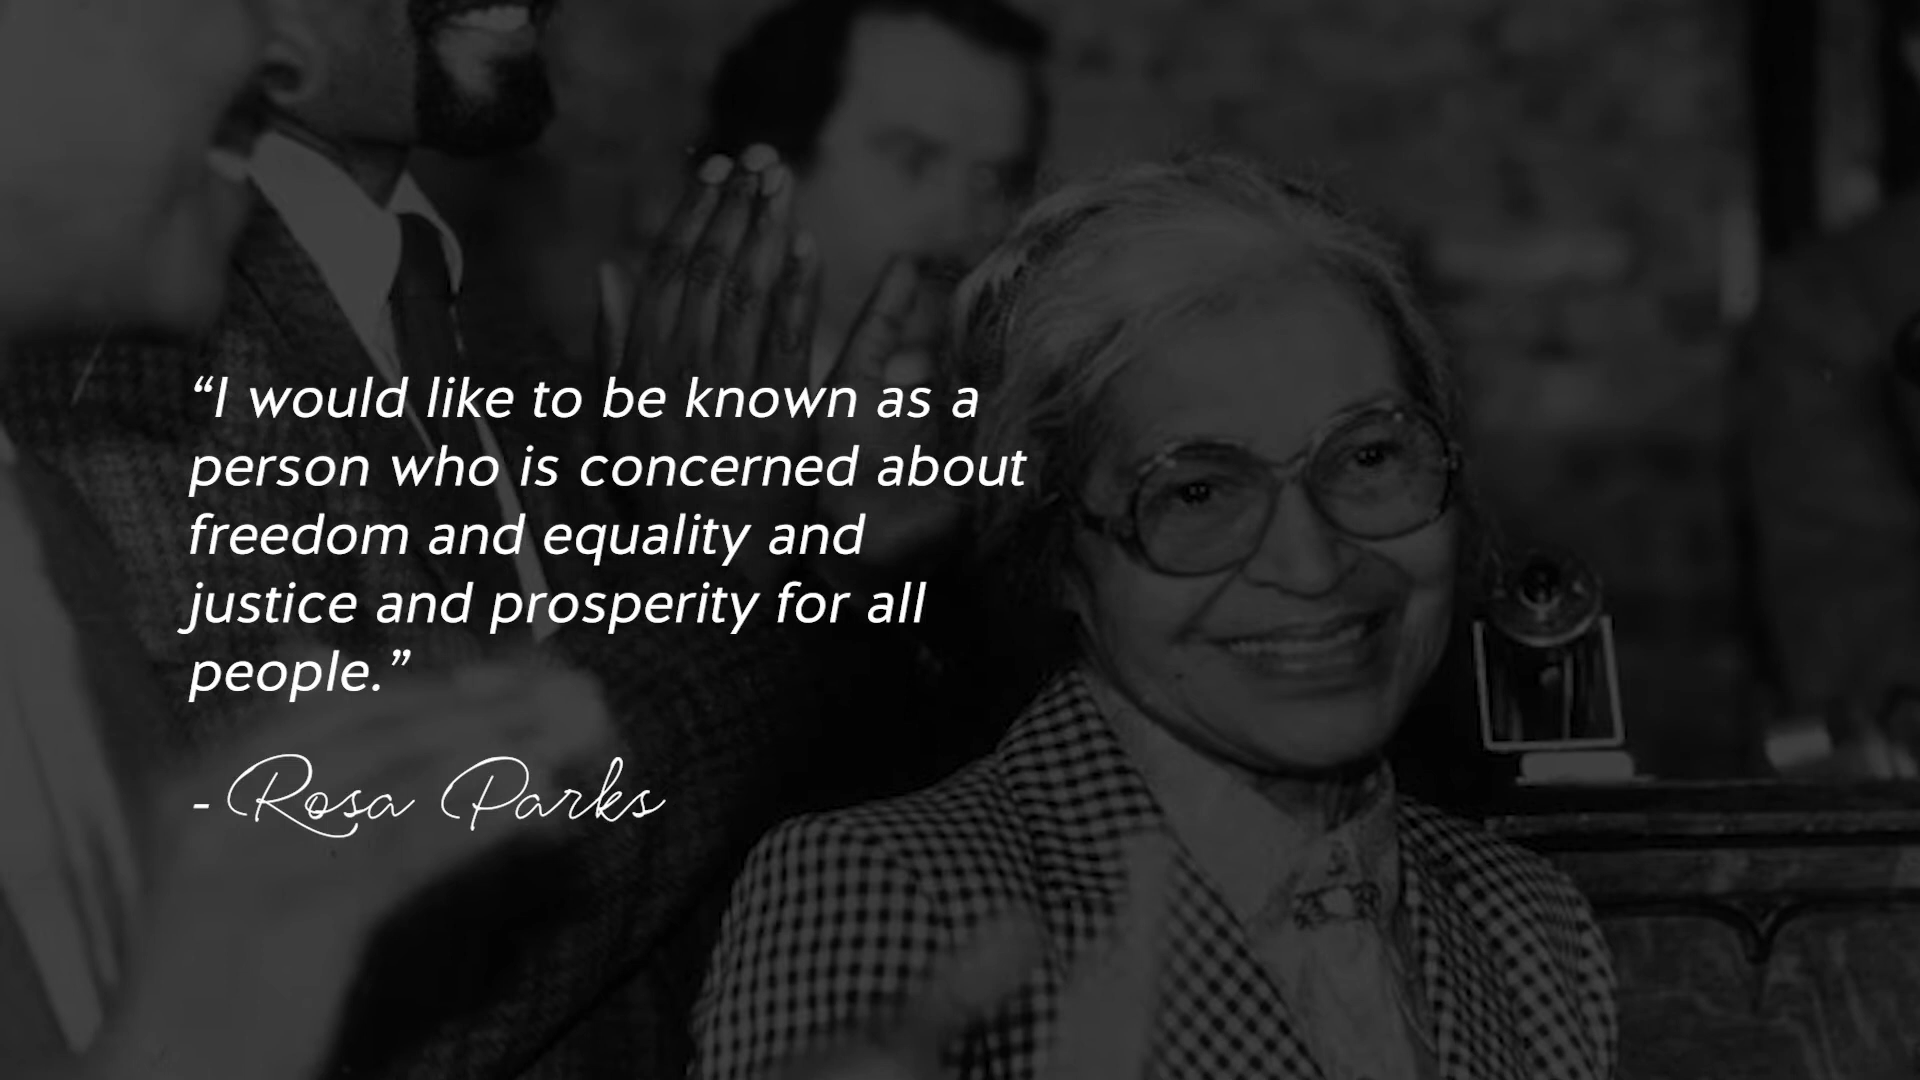 “I would like to be known as a
person who is concerned about
freedom and equality and
justice and prosperity for all
people.”
- Rosa Parks